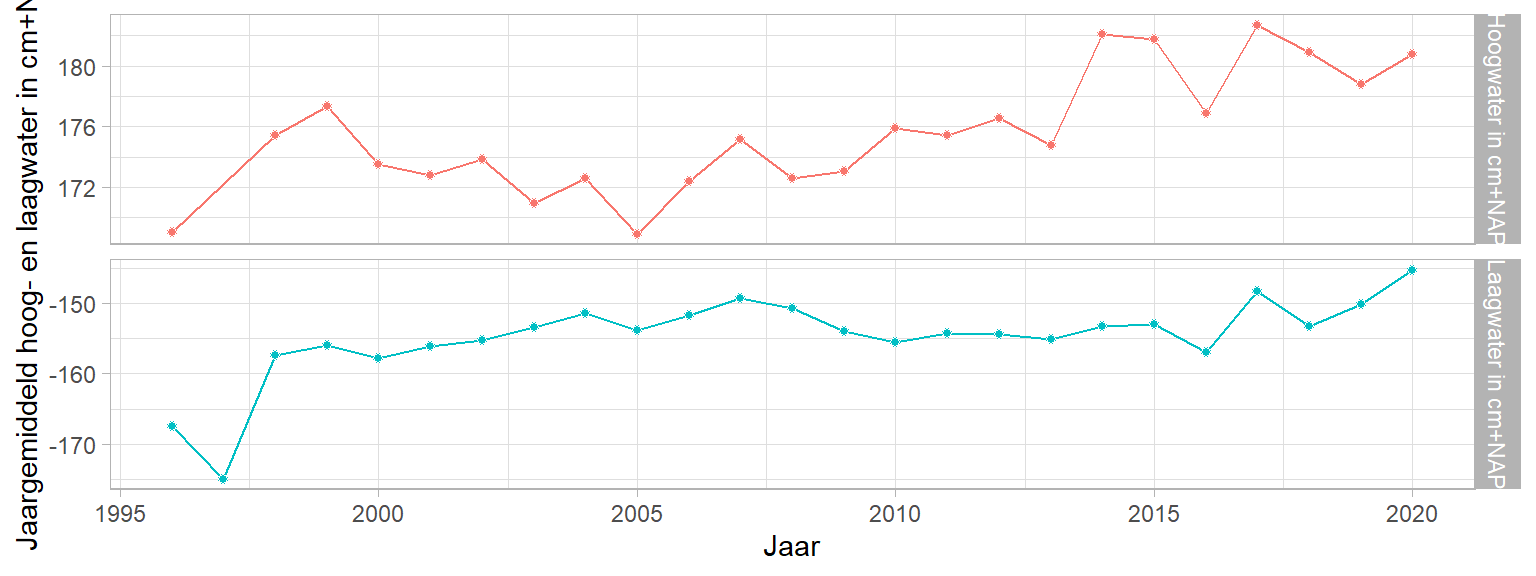 Jaargemiddeld hoog- en laagwater in cm+N
180
176
172
Hoogwater in cm+NAP
-150
-160
-170
Laagwater in cm+NAP
1995 2000 2005 2010 2015 2020
Jaar